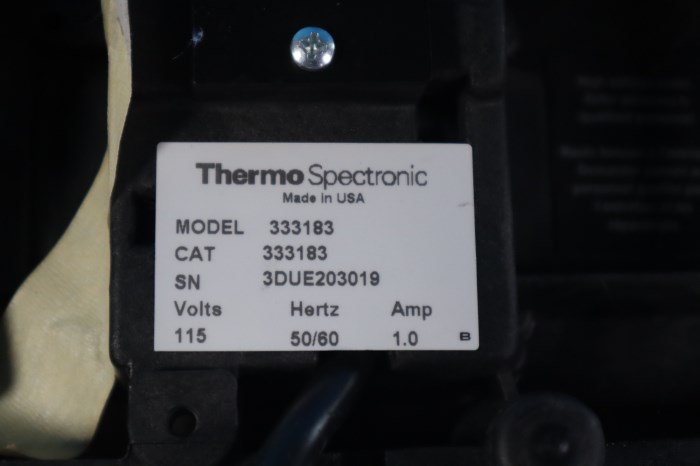 Thermo Spectronic
Made in USA
MODEL 333183
CAT 333183
SN 3DUE203019
Volts Hertz Amp
115 50/60 1.0 B